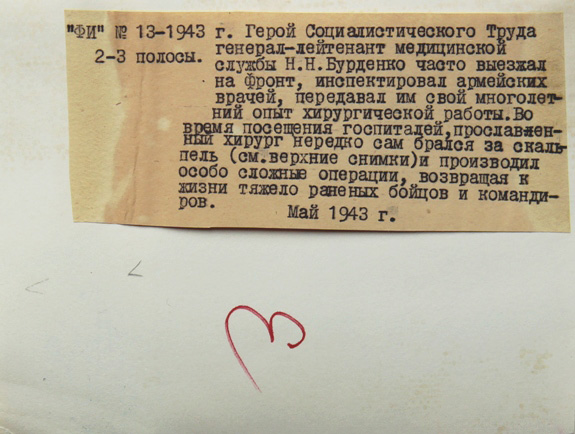 "ФИ" № 13-1943 г. Герой Социалистического Труда
2-3 полосы. генерал-лейтенант медицинской
службы Н.Н.Бурденко часто выезжал
на Фронт, инспектировал армейских
врачей, передавал им свой многолет-
ний опыт хирургической работы.Во
время посещения госпиталей,прославлен-
ный хирург нередко сам брался за скаль-
пель (см.верхние снимки)и производил
особо сложные операции, возвращая к
жизни тяжело раненых бойцов и команди-
ров.
Май 1943 г.